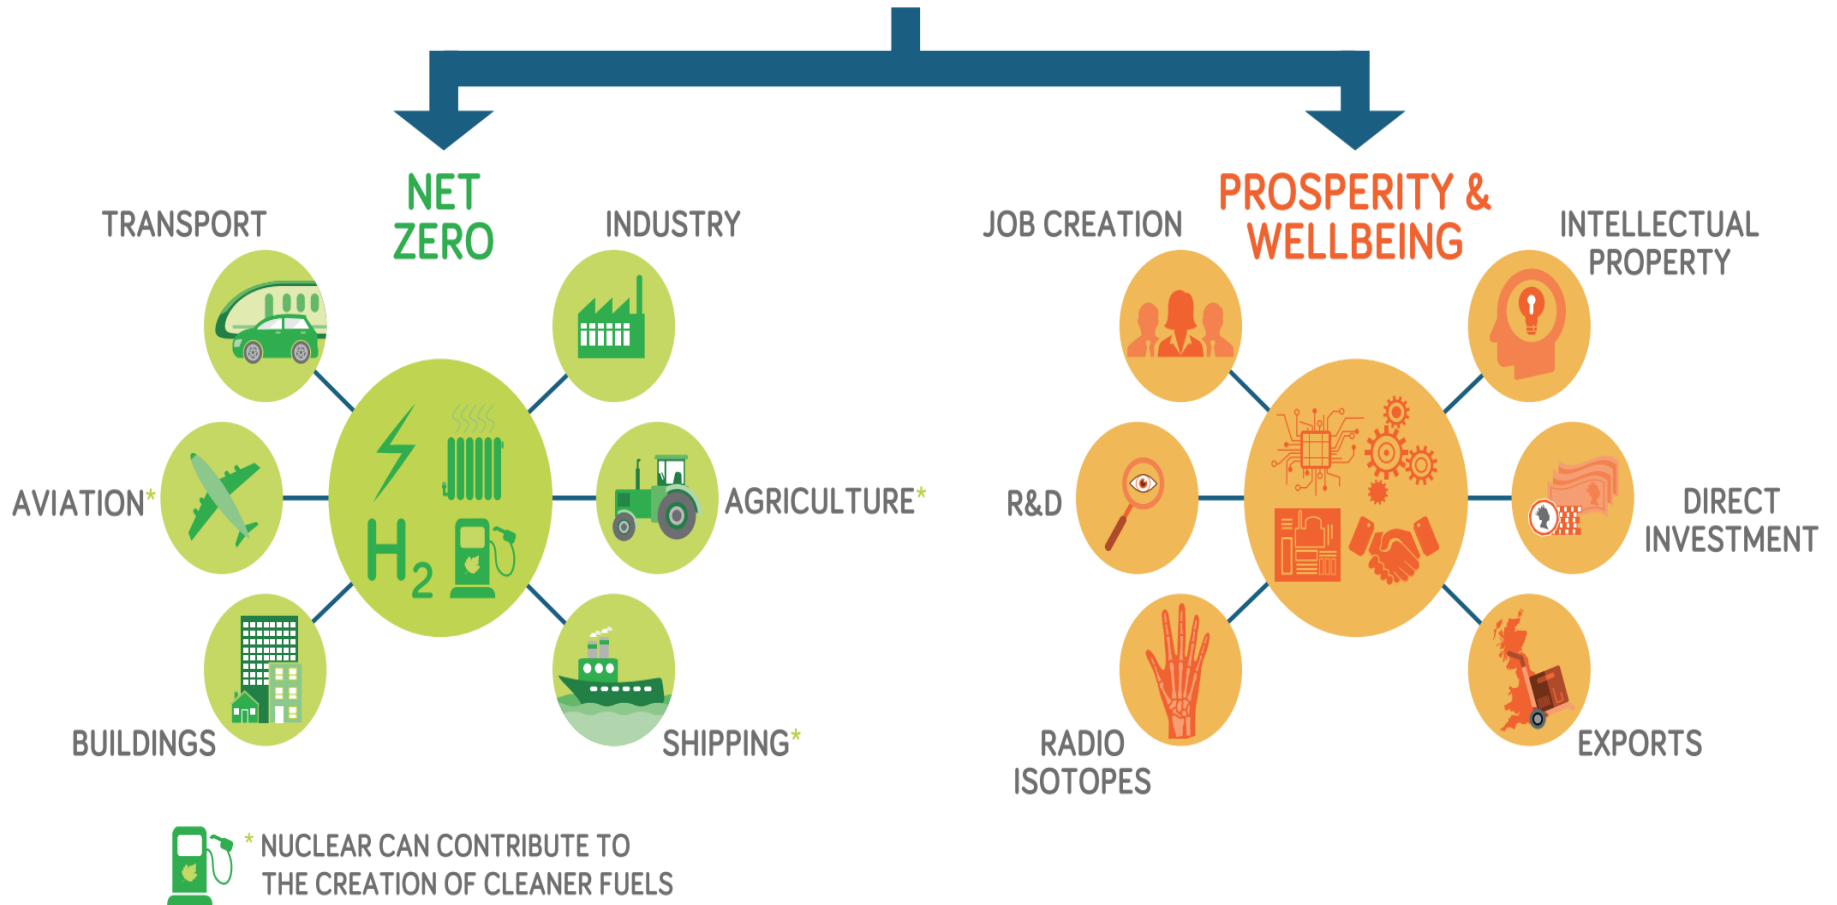 NET
ZERO
TRANSPORT
INDUSTRY
AVIATION*
AGRICULTURE*
H2
BUILDINGS
SHIPPING*
* NUCLEAR CAN CONTRIBUTE TO
THE CREATION OF CLEANER FUELS
PROSPERITY &
WELLBEING
JOB CREATION
INTELLECTUAL
PROPERTY
R&D
DIRECT
INVESTMENT
RADIO
ISOTOPES
EXPORTS